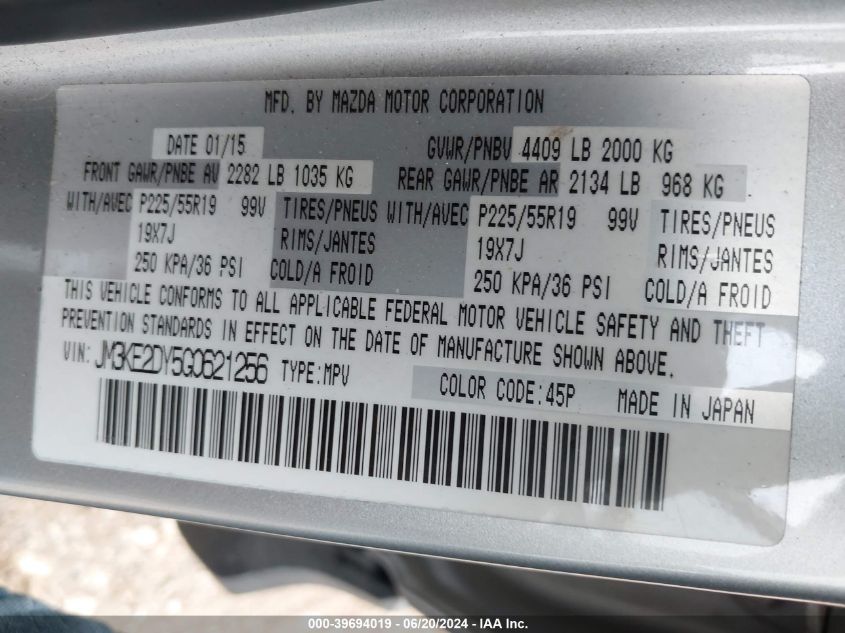 MFD. BY MAZDA MOTOR CORPORATION
DATE 01/15 GVWR/PNBV 4409 LB 2000 KG
FRONT GAWR/PNBE AV 2282 LB 1035 KG REAR GAWR/PNBE AR 2134 LB 968 KG
WITH/AVEC P225/55R19 99V TIRES/PNEUS WITH/AVEC P225/55R19 99V TIRES/PNEUS
19X7J RIMS/JANTES 19X7J RIMS/JANTES
250 KPA/36 PSI COLD/A FROID 250 KPA/36 PSI COLD/A FROID
THIS VEHICLE CONFORMS TO ALL APPLICABLE FEDERAL MOTOR VEHICLE SAFETY AND THEFT
PREVENTION STANDARDS IN EFFECT ON THE DATE OF MANUFACTURE SHOWN ABOVE.
VIN: JM3KE2DY5G0621256 TYPE:MPV COLOR CODE:45P MADE IN JAPAN
000-39694019 - 06/20/2024 - IAA Inc.